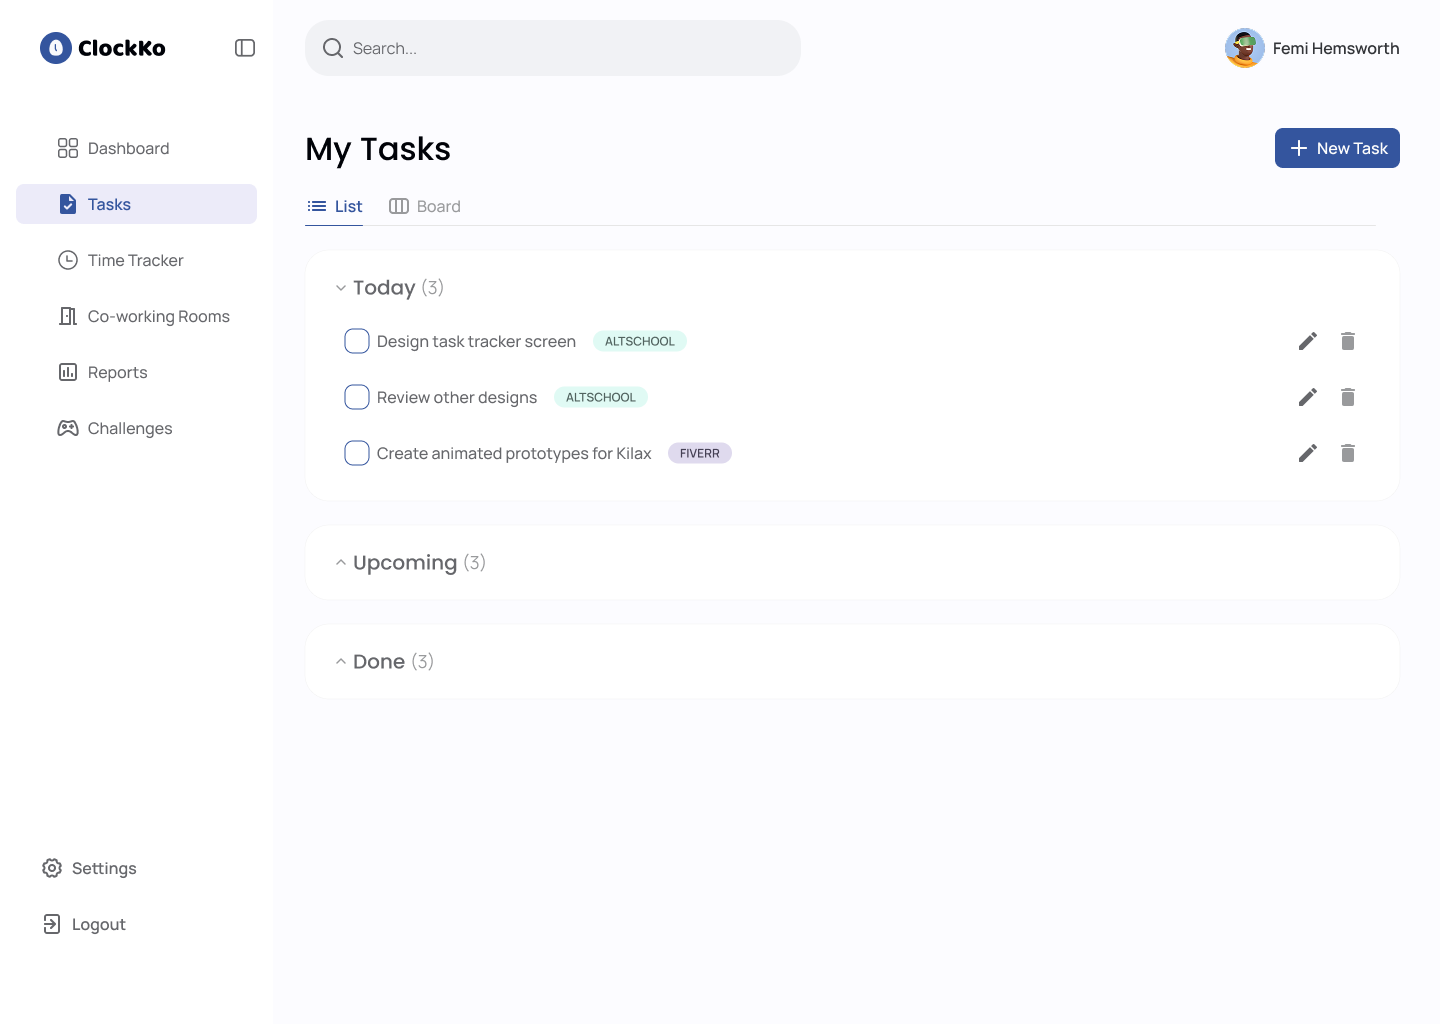 ClockKo
Search...
Femi Hemsworth
Dashboard
Tasks
Time Tracker
Co-working Rooms
Reports
Challenges
Settings
Logout
My Tasks
New Task
List
Board
Today (3)
Design task tracker screen ALTSCHOOL
Review other designs ALTSCHOOL
Create animated prototypes for Kilax FIVERR
Upcoming (3)
Done (3)